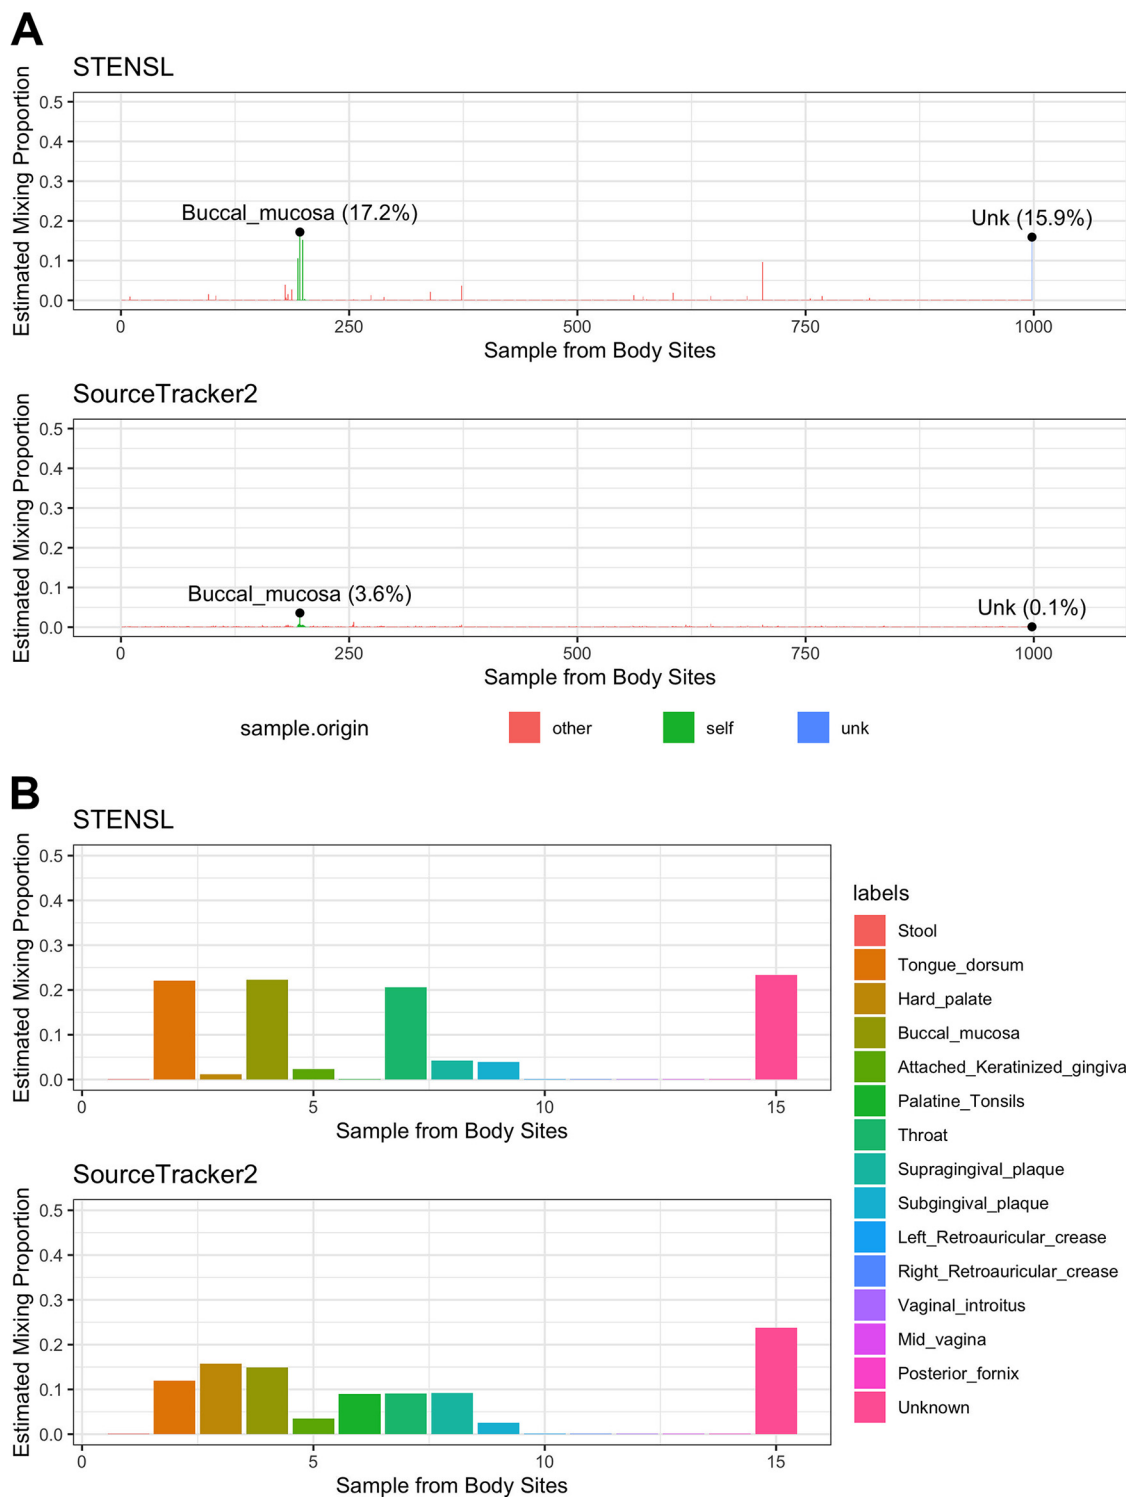 A
STENSL
Estimated Mixing Proportion
0.5
0.4
0.3
0.2
0.1
0.0
Buccal_mucosa (17.2%)
Unk (15.9%)
0 250 500 750 1000
Sample from Body Sites
SourceTracker2
Estimated Mixing Proportion
0.5
0.4
0.3
0.2
0.1
0.0
Buccal_mucosa (3.6%)
Unk (0.1%)
0 250 500 750 1000
Sample from Body Sites
sample.origin other self unk
B
STENSL
Estimated Mixing Proportion
0.5
0.4
0.3
0.2
0.1
0.0
0 5 10 15
Sample from Body Sites
SourceTracker2
Estimated Mixing Proportion
0.5
0.4
0.3
0.2
0.1
0.0
0 5 10 15
Sample from Body Sites
labels
Stool
Tongue_dorsum
Hard_palate
Buccal_mucosa
Attached_Keratinized_gingiva
Palatine_Tonsils
Throat
Supragingival_plaque
Subgingival_plaque
Left_Retroauricular_crease
Right_Retroauricular_crease
Vaginal_introitus
Mid_vagina
Posterior_fornix
Unknown